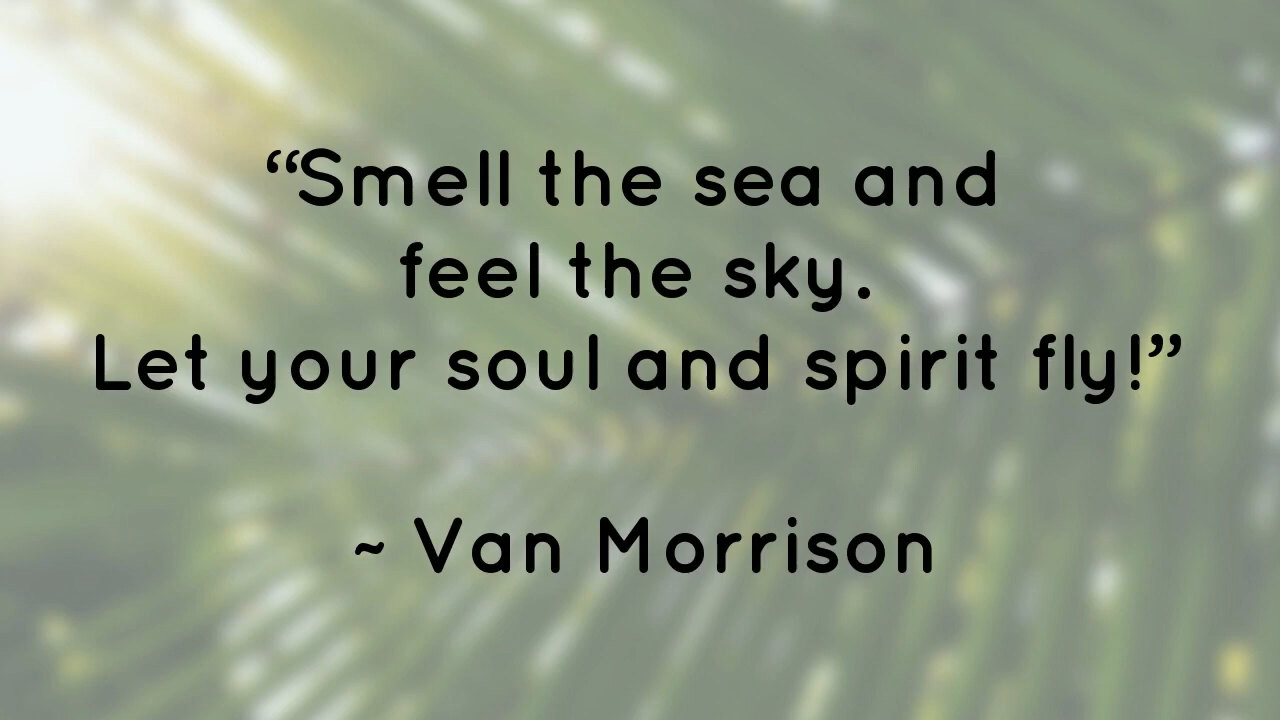 “Smell the sea and
feel the sky.
Let your soul and spirit fly!”
~ Van Morrison